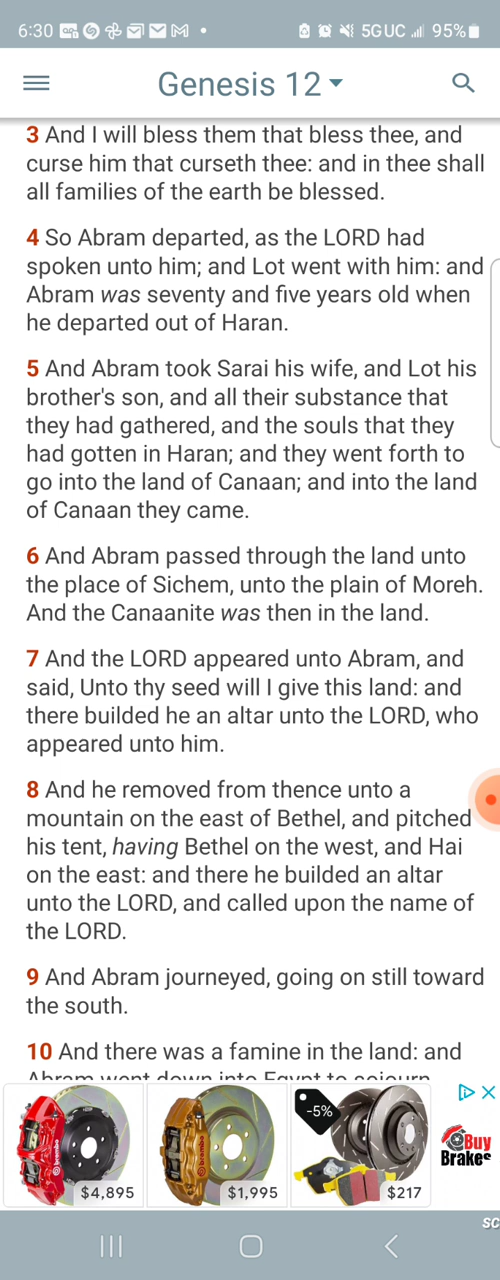 6:30
5GUC 95%
Genesis 12
3 And I will bless them that bless thee, and
curse him that curseth thee: and in thee shall
all families of the earth be blessed.
4 So Abram departed, as the LORD had
spoken unto him; and Lot went with him: and
Abram was seventy and five years old when
he departed out of Haran.
5 And Abram took Sarai his wife, and Lot his
brother's son, and all their substance that
they had gathered, and the souls that they
had gotten in Haran; and they went forth to
go into the land of Canaan; and into the land
of Canaan they came.
6 And Abram passed through the land unto
the place of Sichem, unto the plain of Moreh.
And the Canaanite was then in the land.
7 And the LORD appeared unto Abram, and
said, Unto thy seed will I give this land: and
there builded he an altar unto the LORD, who
appeared unto him.
8 And he removed from thence unto a
mountain on the east of Bethel, and pitched
his tent, having Bethel on the west, and Hai
on the east: and there he builded an altar
unto the LORD, and called upon the name of
the LORD.
9 And Abram journeyed, going on still toward
the south.
10 And there was a famine in the land: and
Abram went down into Egypt to sojourn
brembo
$4,895
brembo
$1,995
-5%
$217
Buy
Brakes
sc